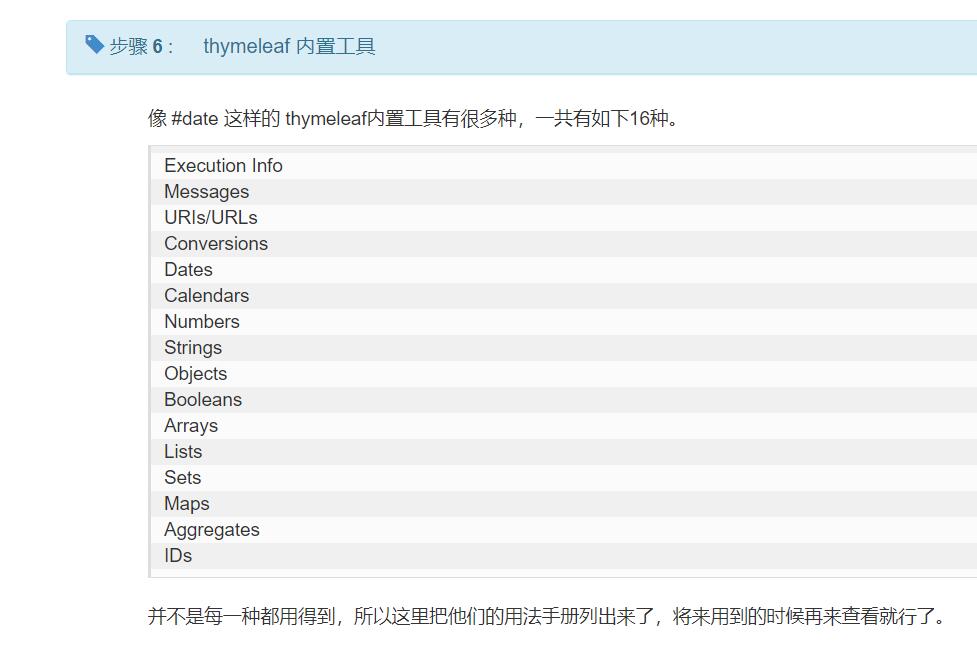 步骤 6 : thymeleaf 内置工具
像 #date 这样的 thymeleaf内置工具有很多种，一共有如下16种。
Execution Info
Messages
URIs/URLs
Conversions
Dates
Calendars
Numbers
Strings
Objects
Booleans
Arrays
Lists
Sets
Maps
Aggregates
IDs
并不是每一种都用得到，所以这里把他们的用法手册列出来了，将来用到的时候再来查看就行了。